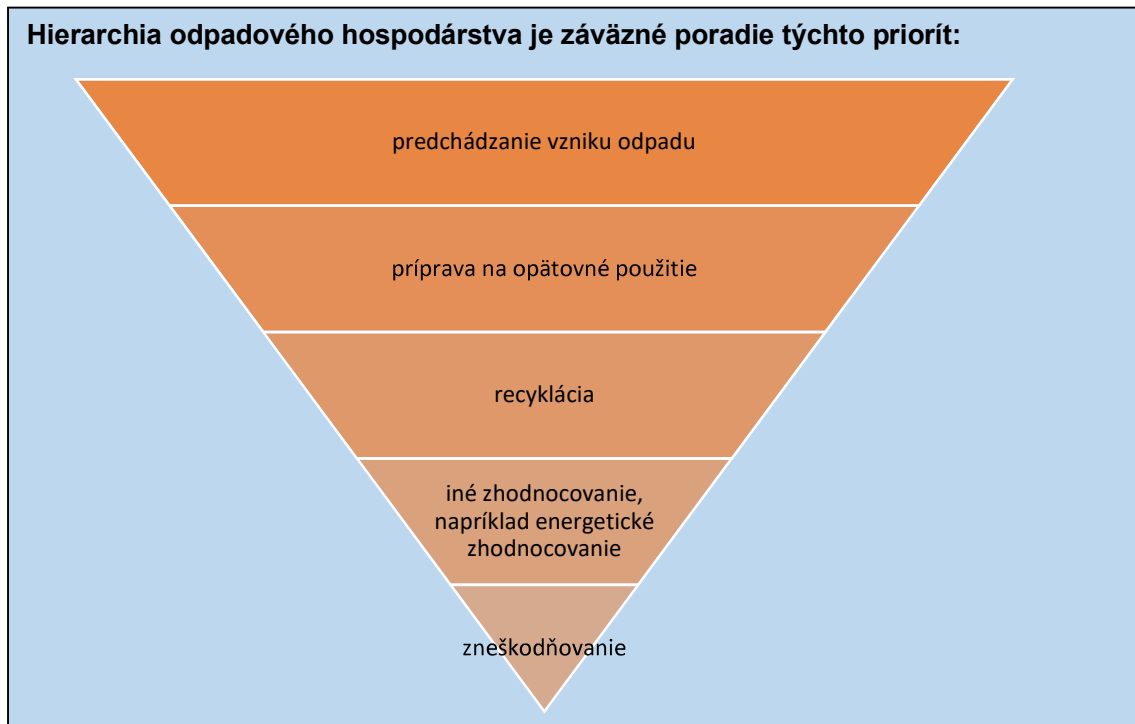 Hierarchia odpadového hospodárstva je záväzné poradie týchto priorít:
predchádzanie vzniku odpadu
príprava na opätovné použitie
recyklácia
iné zhodnocovanie,
napríklad energetické
zhodnocovanie
zneškodňovanie